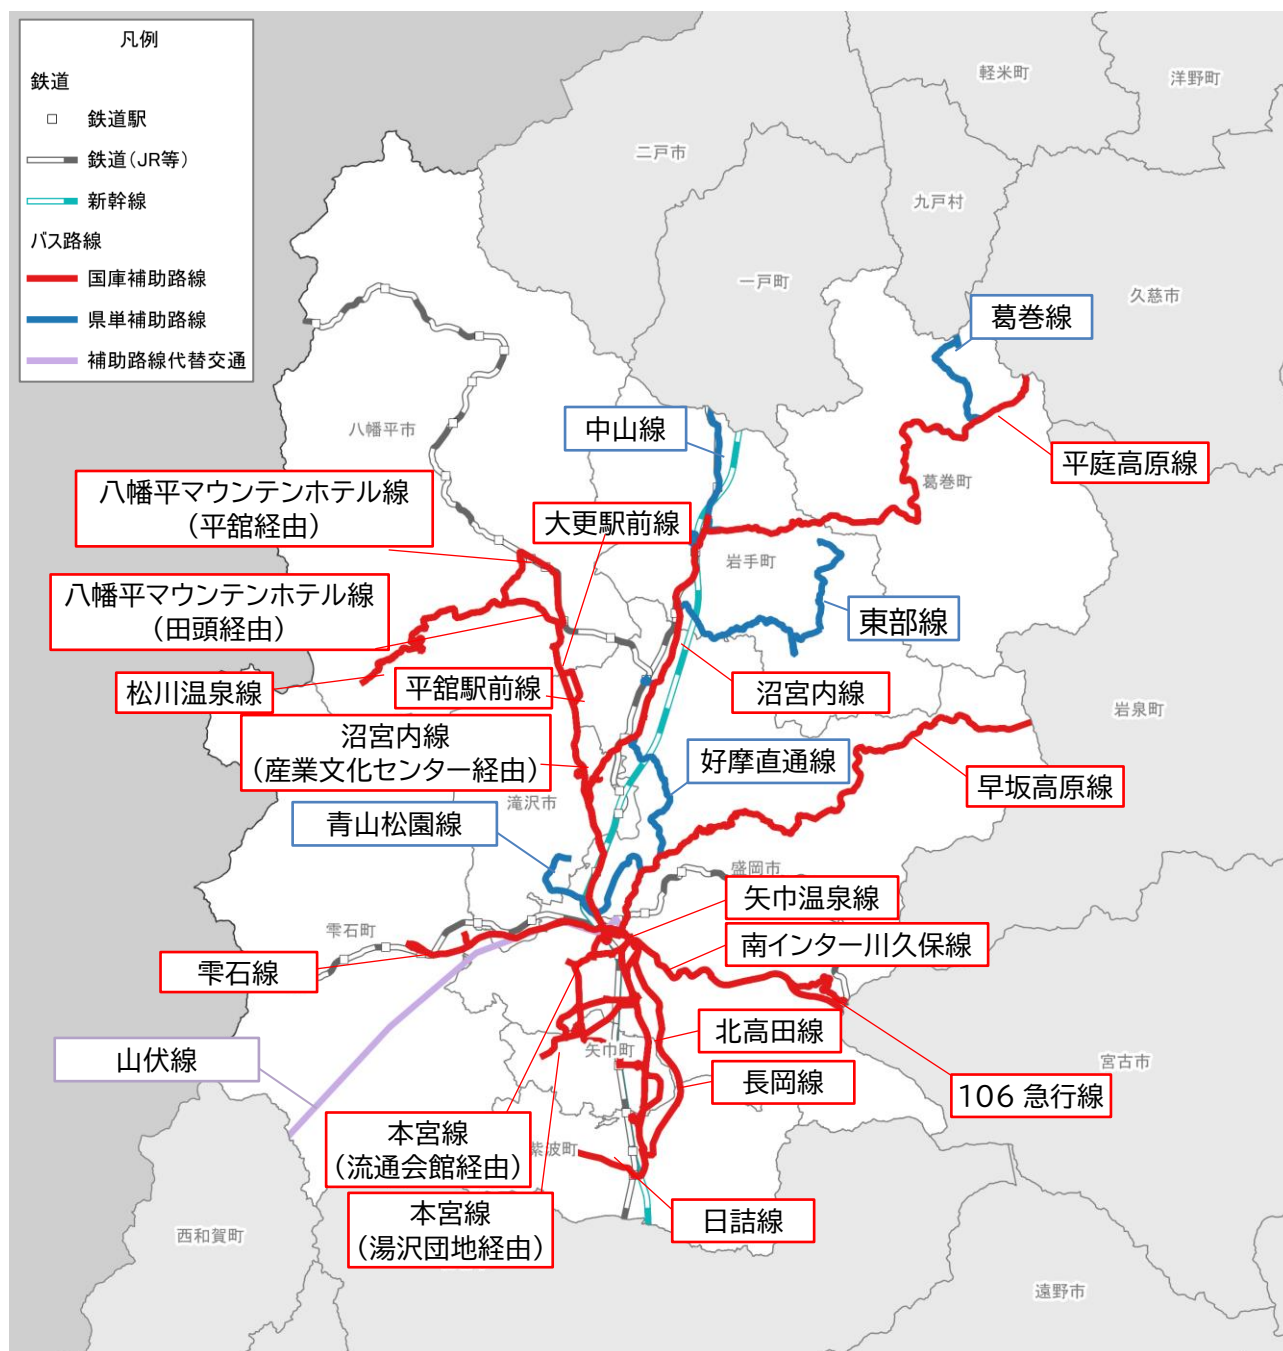 凡例
鉄道
鉄道駅
鉄道（JR等）
新幹線
バス路線
国庫補助路線
県単補助路線
補助路線代替交通
軽米町
洋野町
二戸市
九戸村
一戸町
久慈市
葛巻線
八幡平市
中山線
平庭高原線
葛巻町
八幡平マウンテンホテル線
（平舘経由）
大更駅前線
岩手町
八幡平マウンテンホテル線
（田頭経由）
東部線
松川温泉線
平舘駅前線
沼宮内線
岩泉町
沼宮内線
（産業文化センター経由）
好摩直通線
早坂高原線
滝沢市
青山松園線
盛岡市
矢巾温泉線
雫石町
南インター川久保線
雫石線
北高田線
矢巾町
山伏線
宮古市
長岡線
106 急行線
本宮線
（流通会館経由）
紫波町
本宮線
（湯沢団地経由）
日詰線
西和賀町
遠野市